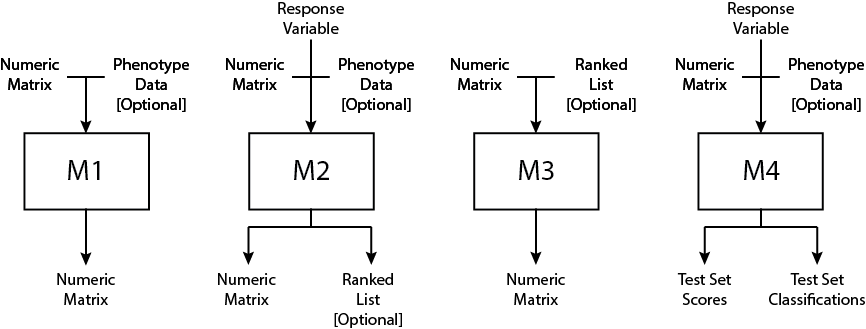 Response
Variable
Response
Variable
Numeric
Matrix
Phenotype
Data
[Optional]
Numeric
Matrix
Phenotype
Data
[Optional]
Numeric
Matrix
Ranked
List
[Optional]
Numeric
Matrix
Phenotype
Data
[Optional]
M1
M2
M3
M4
Numeric
Matrix
Numeric
Matrix
Ranked
List
[Optional]
Numeric
Matrix
Test Set
Scores
Test Set
Classifications